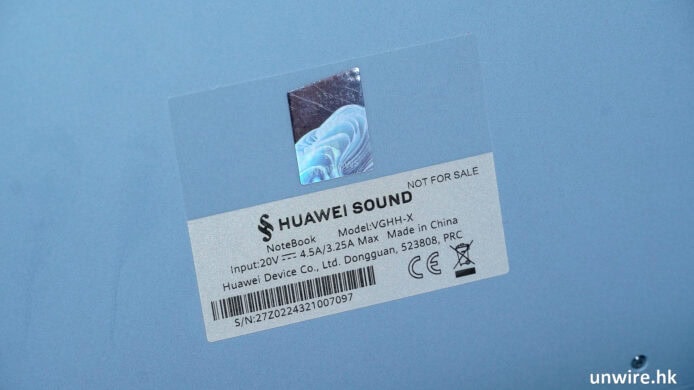 NOT FOR SALE
HUAWEI SOUND
NoteBook Model:VGHH-X
Input:20V ⎓ 4.5A/3.25A Max Made in China
Huawei Device Co., Ltd. Dongguan, 523808, PRC
CE
S/N:27Z0224321007097
unwire.hk